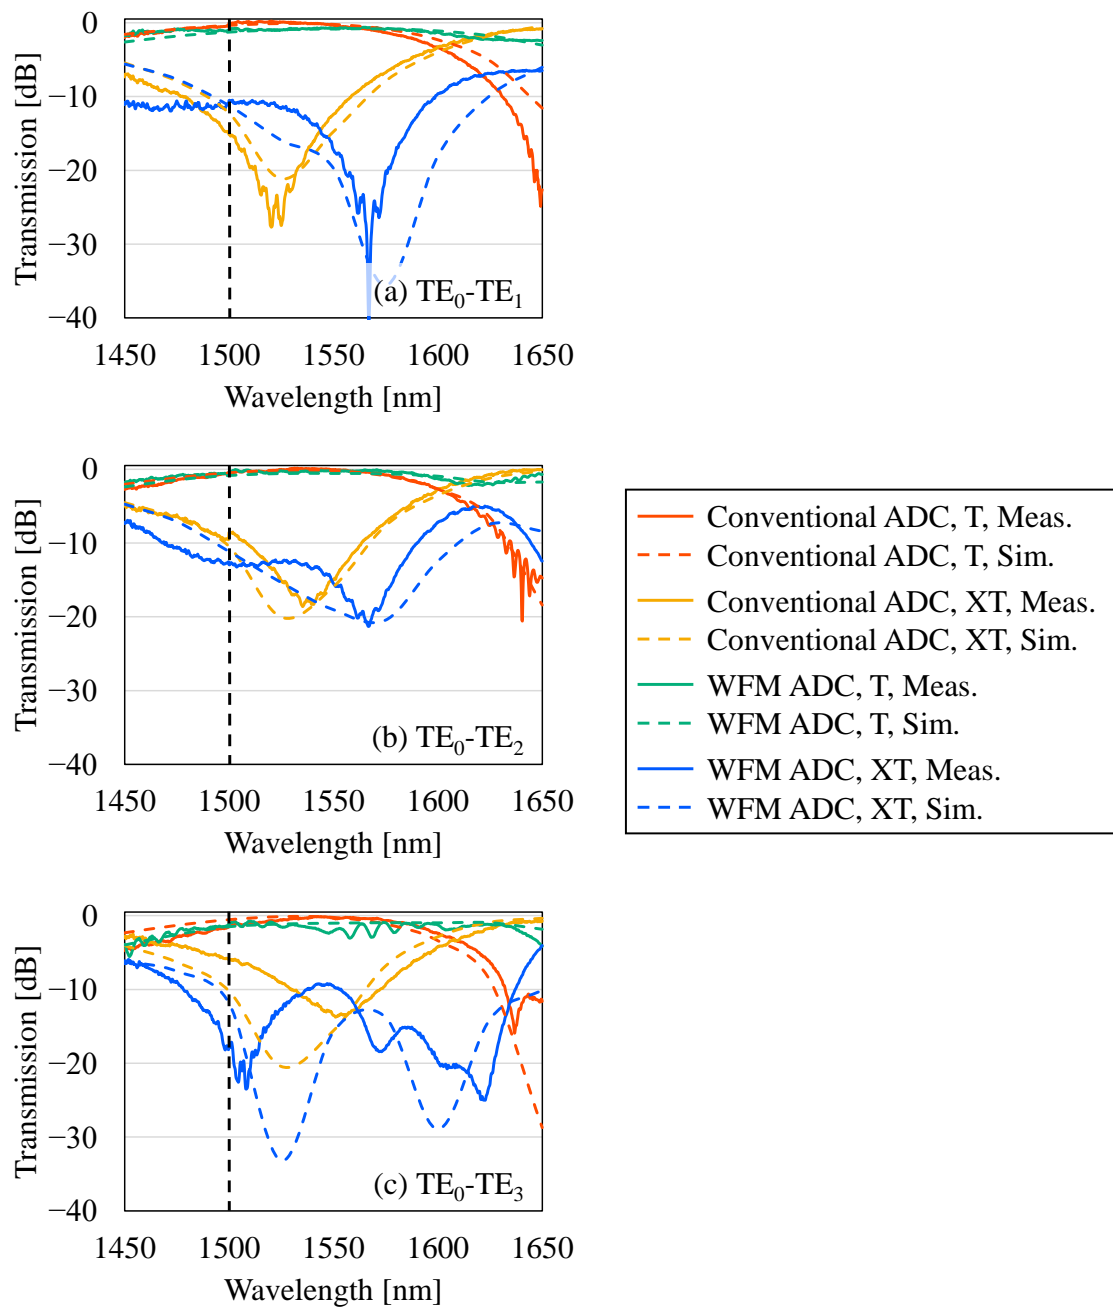 0
−10
−20
−30
−40
Transmission [dB]
(a) TE0-TE1
1450 1500 1550 1600 1650
Wavelength [nm]
0
−10
−20
−30
−40
Transmission [dB]
(b) TE0-TE2
1450 1500 1550 1600 1650
Wavelength [nm]
Conventional ADC, T, Meas.
Conventional ADC, T, Sim.
Conventional ADC, XT, Meas.
Conventional ADC, XT, Sim.
WFM ADC, T, Meas.
WFM ADC, T, Sim.
WFM ADC, XT, Meas.
WFM ADC, XT, Sim.
0
−10
−20
−30
−40
Transmission [dB]
(c) TE0-TE3
1450 1500 1550 1600 1650
Wavelength [nm]